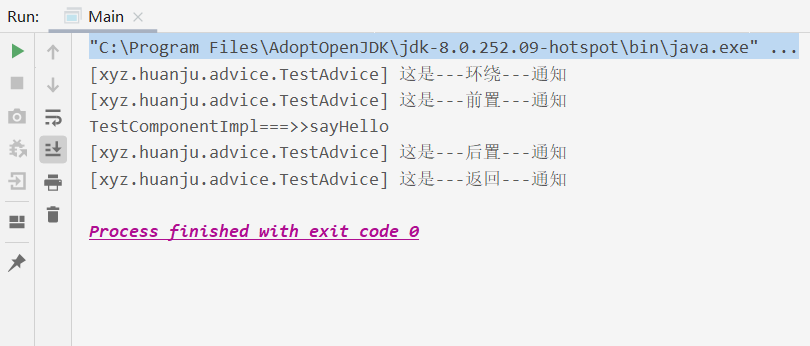 Run: Main
"C:\Program Files\AdoptOpenJDK\jdk-8.0.252.09-hotspot\bin\java.exe" ...
[xyz.huanju.advice.TestAdvice] 这是---环绕---通知
[xyz.huanju.advice.TestAdvice] 这是---前置---通知
TestComponentImpl===>>sayHello
[xyz.huanju.advice.TestAdvice] 这是---后置---通知
[xyz.huanju.advice.TestAdvice] 这是---返回---通知
Process finished with exit code 0